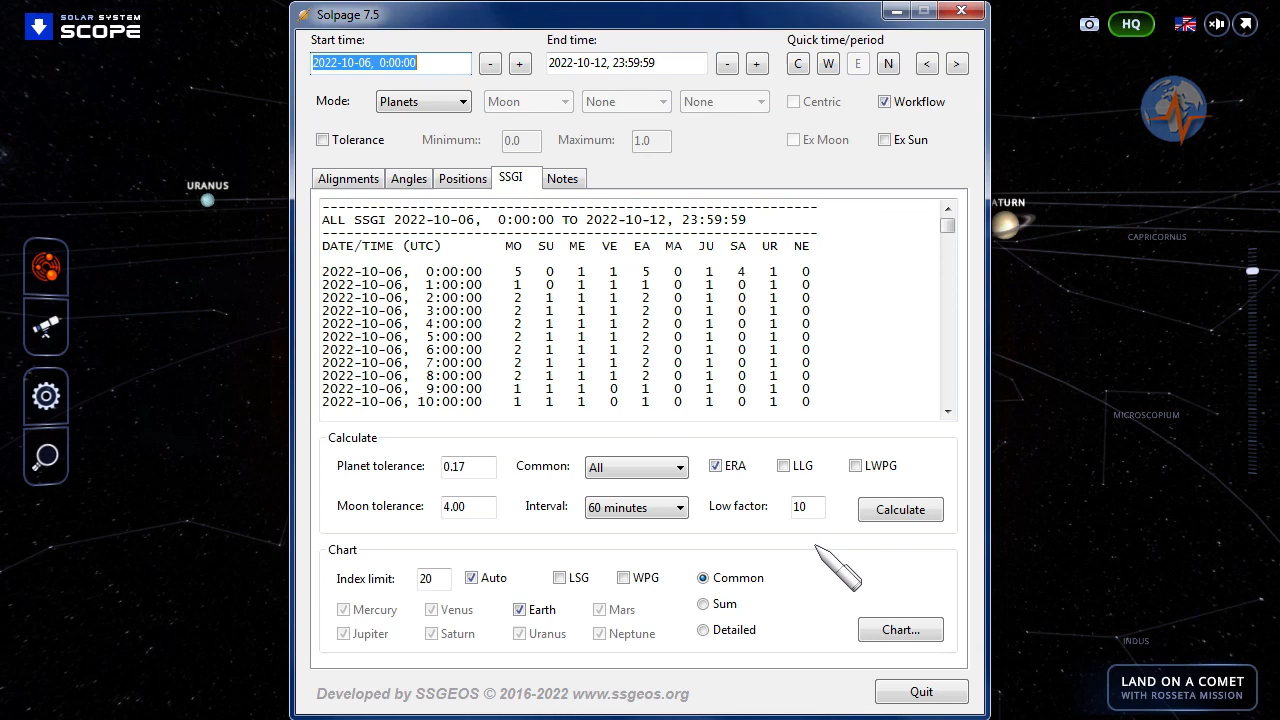 SOLAR SYSTEM
SCOPE
Solpage 7.5
HQ
Start time:
End time:
Quick time/period
2022-10-06, 0:00:00
-
+
2022-10-12, 23:59:59
-
+
C
W
E
N
<
>
Mode:
Planets
Moon
None
None
Centric
Workflow
Tolerance
Minimum::
0.0
Maximum:
1.0
Ex Moon
Ex Sun
Alignments
Angles
Positions
SSGI
Notes
URANUS
ATURN
CAPRICORNUS
ALL SSGI 2022-10-06, 0:00:00 TO 2022-10-12, 23:59:59
DATE/TIME (UTC) MO SU ME VE EA MA JU SA UR NE
2022-10-06, 0:00:00 5 0 1 1 5 0 1 4 1 0
2022-10-06, 1:00:00 1 0 1 1 1 0 1 0 1 0
2022-10-06, 2:00:00 2 1 1 1 2 0 1 0 1 0
2022-10-06, 3:00:00 2 1 1 1 2 0 1 0 1 0
2022-10-06, 4:00:00 2 1 1 1 2 0 1 0 1 0
2022-10-06, 5:00:00 2 1 1 1 2 0 1 0 1 0
2022-10-06, 6:00:00 2 1 1 1 2 0 1 0 1 0
2022-10-06, 7:00:00 2 1 1 1 2 0 1 0 1 0
2022-10-06, 8:00:00 2 1 1 1 2 0 1 0 1 0
2022-10-06, 9:00:00 1 1 1 0 1 0 1 0 1 0
2022-10-06, 10:00:00 1 1 1 0 1 0 1 0 1 0
MICROSCOPIUM
Calculate
Planet tolerance:
0.17
Common:
All
ERA
LLG
LWPG
Moon tolerance:
4.00
Interval:
60 minutes
Low factor:
10
Calculate
Chart
Index limit:
20
Auto
LSG
WPG
Common
Mercury
Venus
Earth
Mars
Sum
Jupiter
Saturn
Uranus
Neptune
Detailed
Chart...
INDUS
Developed by SSGEOS © 2016-2022 www.ssgeos.org
Quit
LAND ON A COMET
WITH ROSSETA MISSION